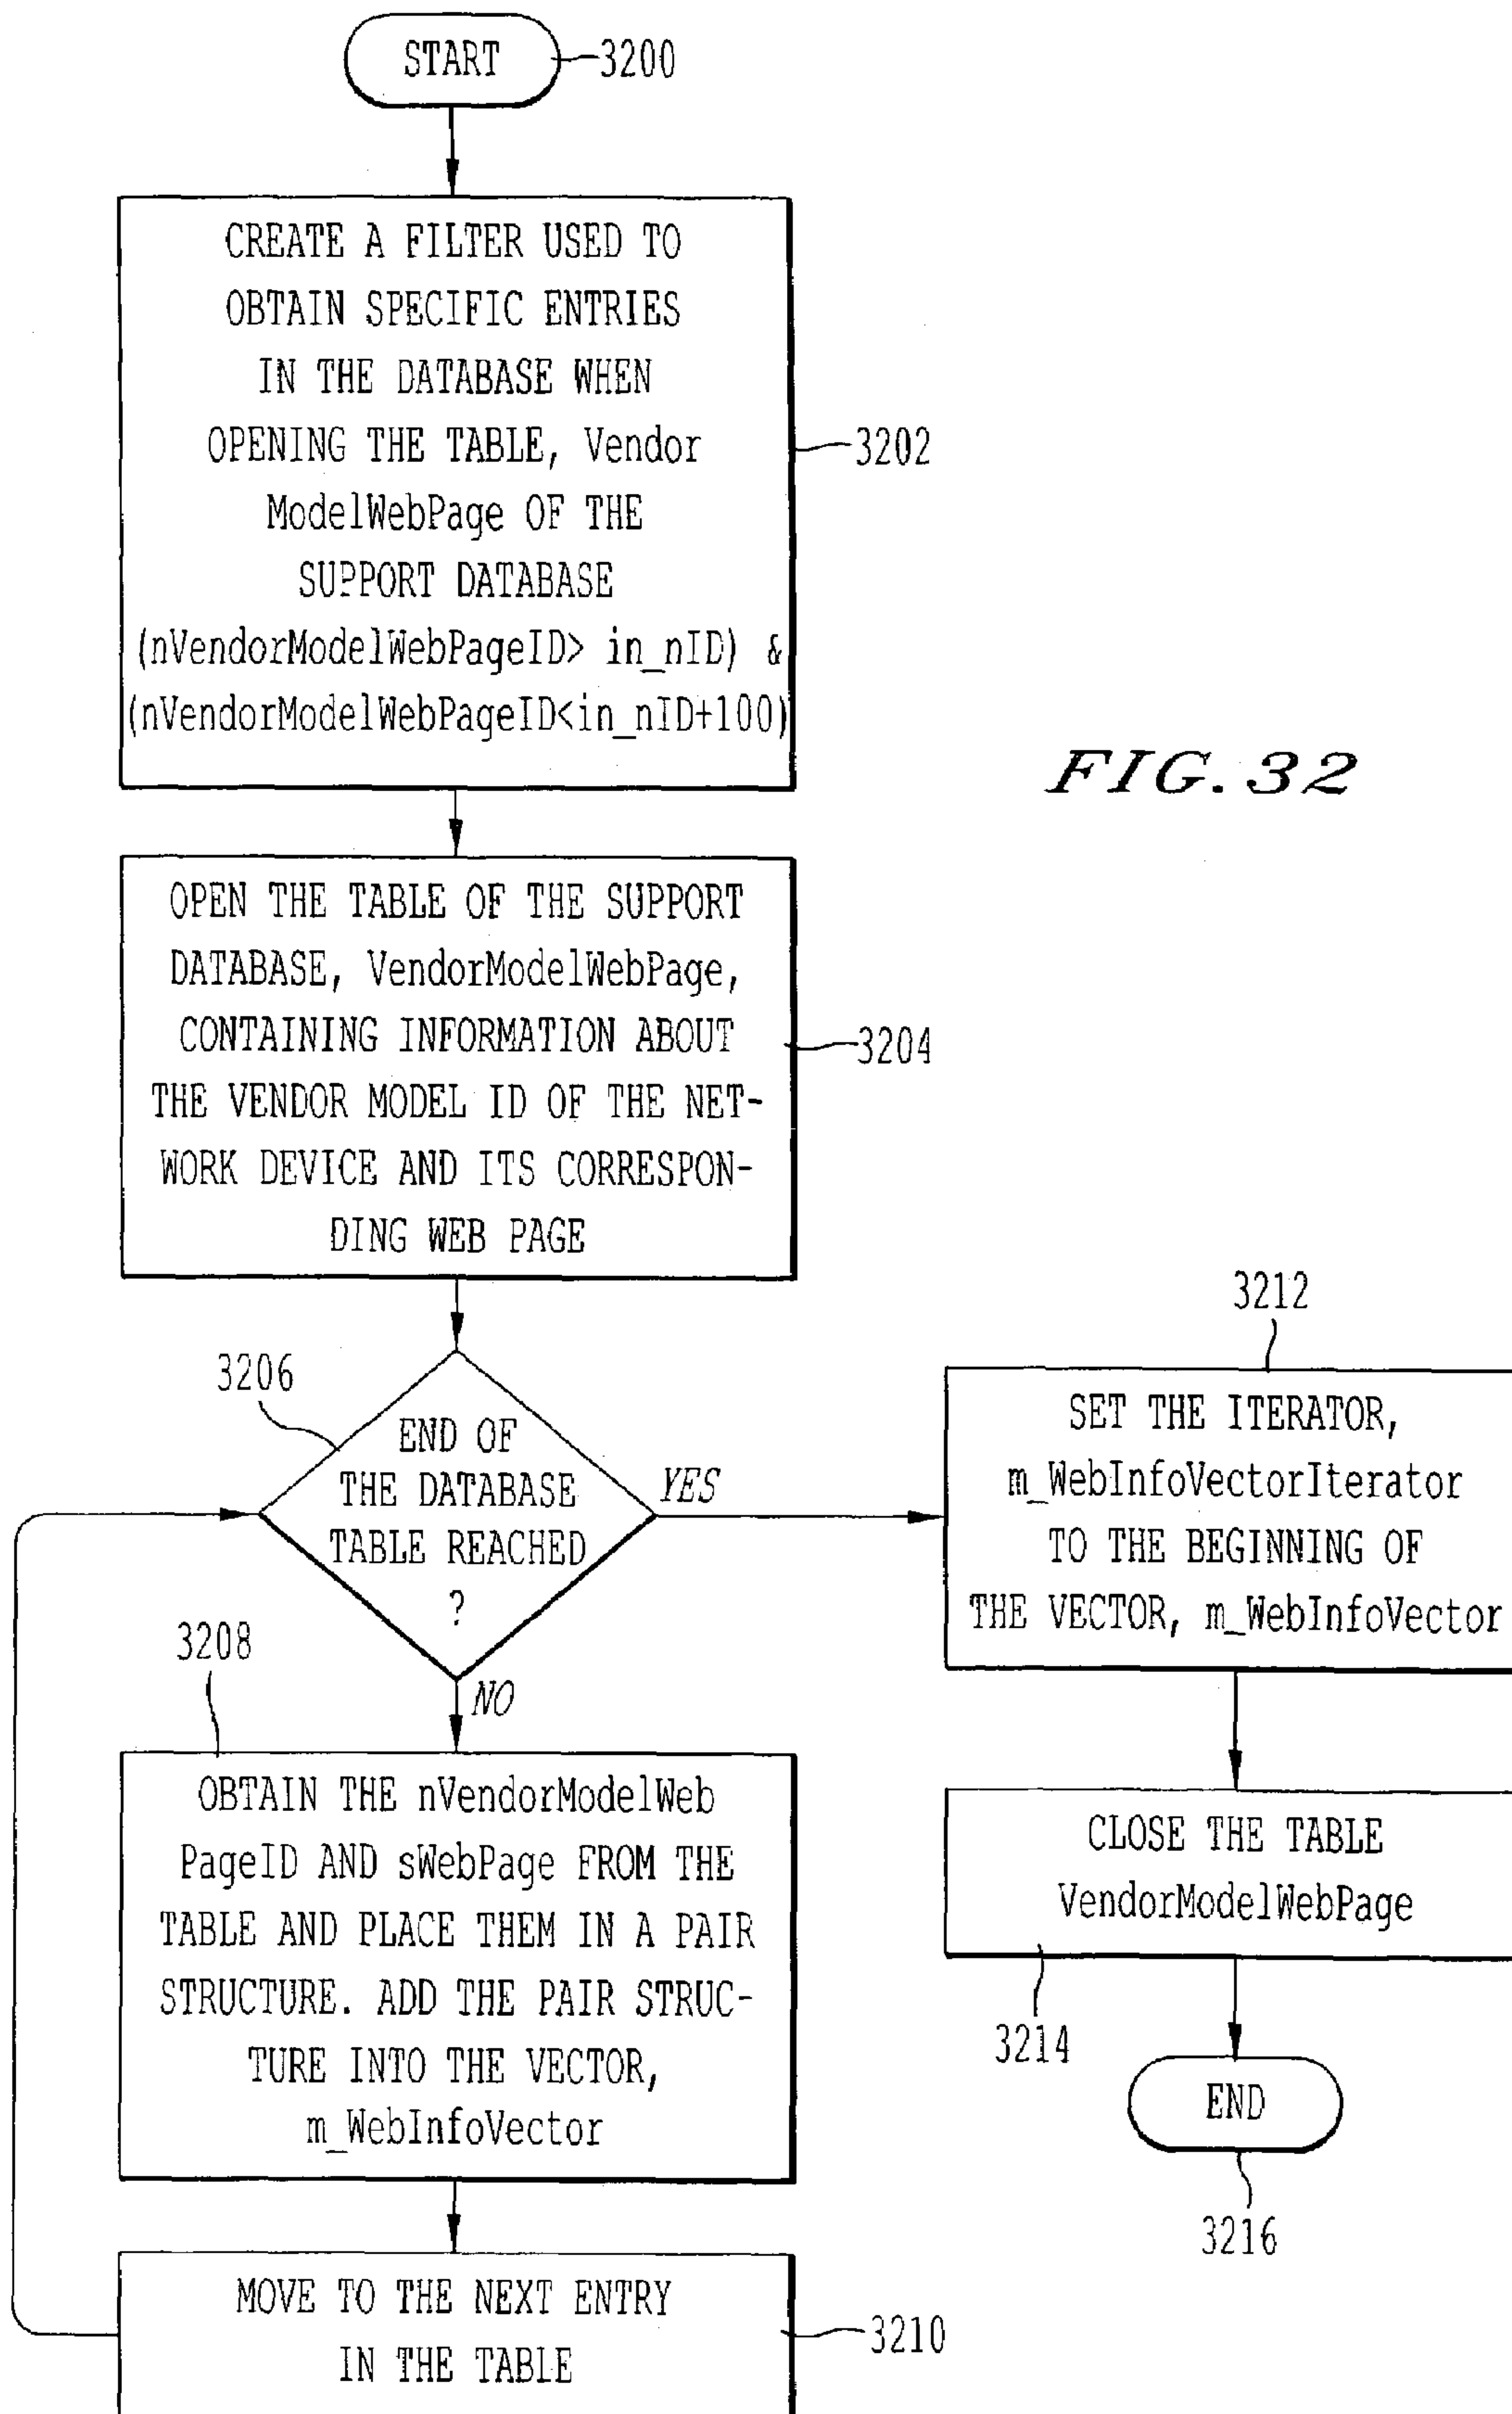 START
3200
CREATE A FILTER USED TO
OBTAIN SPECIFIC ENTRIES
IN THE DATABASE WHEN
OPENING THE TABLE, Vendor
ModelWebPage OF THE
SUPPORT DATABASE
(nVendorModelWebPageID> in_nID) &
(nVendorModelWebPageID<in_nID+100)
3202
FIG. 32
OPEN THE TABLE OF THE SUPPORT
DATABASE, VendorModelWebPage,
CONTAINING INFORMATION ABOUT
THE VENDOR MODEL ID OF THE NET-
WORK DEVICE AND ITS CORRESPON-
DING WEB PAGE
3204
3206
END OF
THE DATABASE
TABLE REACHED
?
YES
NO
3212
SET THE ITERATOR,
m_WebInfoVectorIterator
TO THE BEGINNING OF
THE VECTOR, m_WebInfoVector
3208
OBTAIN THE nVendorModelWeb
PageID AND sWebPage FROM THE
TABLE AND PLACE THEM IN A PAIR
STRUCTURE. ADD THE PAIR STRUC-
TURE INTO THE VECTOR,
m_WebInfoVector
CLOSE THE TABLE
VendorModelWebPage
3214
END
3216
MOVE TO THE NEXT ENTRY
IN THE TABLE
3210